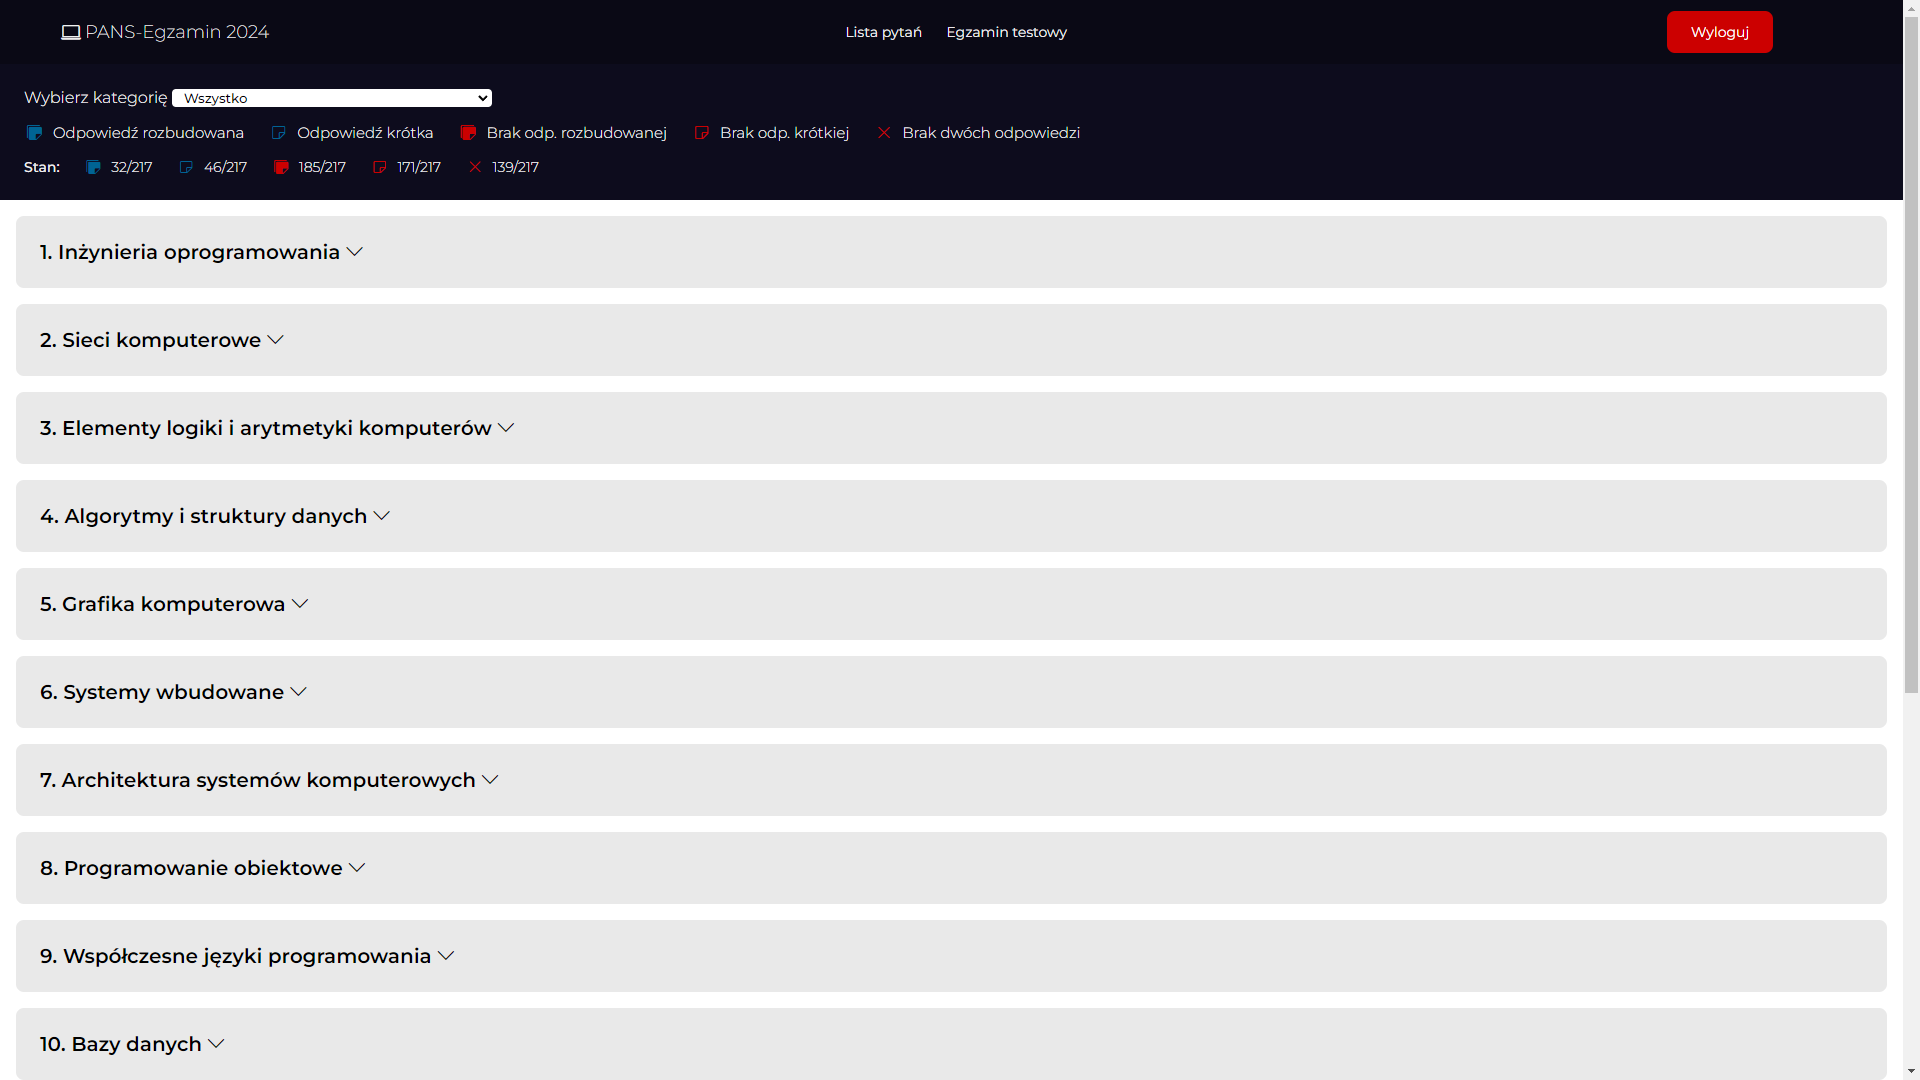 PANS-Egzamin 2024
Lista pytań
Egzamin testowy
Wyloguj
Wybierz kategorię Wszystko
Odpowiedź rozbudowana Odpowiedź krótka Brak odp. rozbudowanej Brak odp. krótkiej Brak dwóch odpowiedzi
Stan: 32/217 46/217 185/217 171/217 139/217
1. Inżynieria oprogramowania
2. Sieci komputerowe
3. Elementy logiki i arytmetyki komputerów
4. Algorytmy i struktury danych
5. Grafika komputerowa
6. Systemy wbudowane
7. Architektura systemów komputerowych
8. Programowanie obiektowe
9. Współczesne języki programowania
10. Bazy danych